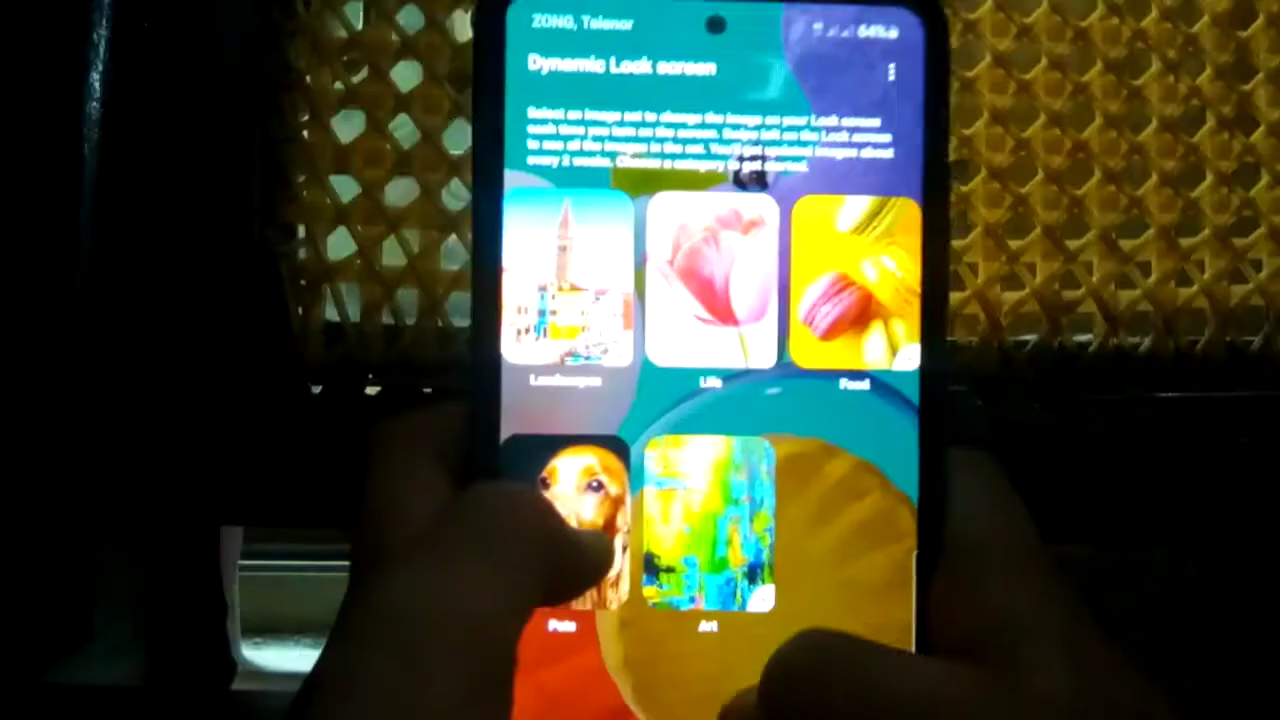 ZONG, Telenor
64%
Dynamic Lock screen
Select an image set to change the image on your Lock screen
each time you turn on the screen. Swipe left on the Lock screen
to see all the images in the set. You'll get updated images about
every 2 weeks. Choose a category to get started.
Landscapes
Life
Food
Pets
Art